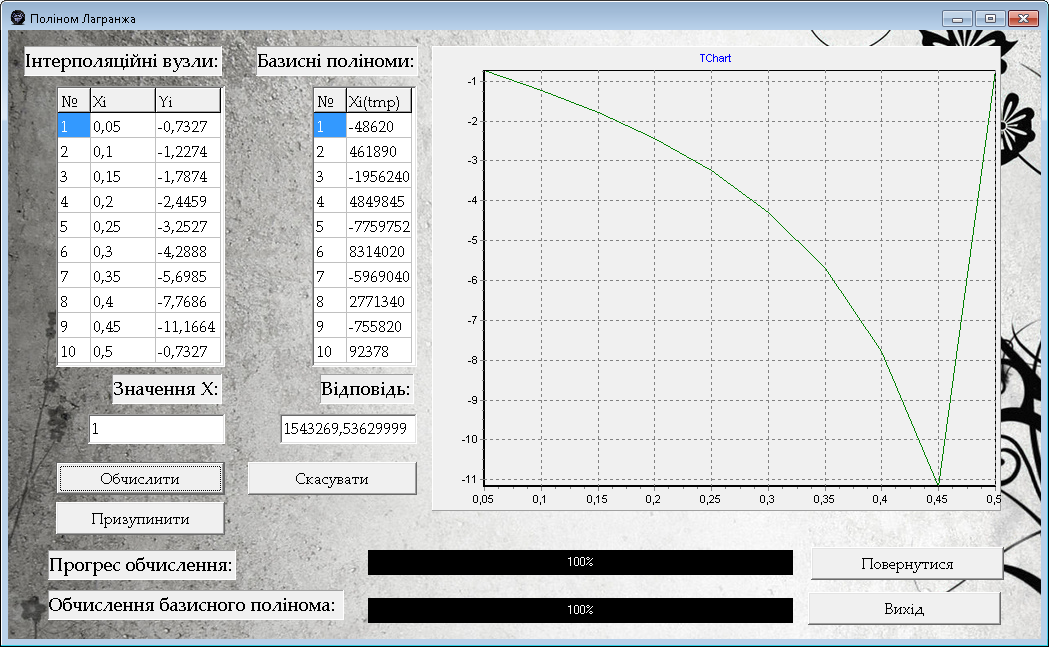 Поліном Лагранжа
Інтерполяційні вузли:
Базисні поліноми:
№ Xi Yi
1 0,05 -0,7327
2 0,1 -1,2274
3 0,15 -1,7874
4 0,2 -2,4459
5 0,25 -3,2527
6 0,3 -4,2888
7 0,35 -5,6985
8 0,4 -7,7686
9 0,45 -11,1664
10 0,5 -0,7327
№ Xi(tmp)
1 -48620
2 461890
3 -1956240
4 4849845
5 -7759752
6 8314020
7 -5969040
8 2771340
9 -755820
10 92378
TChart
-1
-2
-3
-4
-5
-6
-7
-8
-9
-10
-11
0,05 0,1 0,15 0,2 0,25 0,3 0,35 0,4 0,45 0,5
Значення X:
Відповідь:
1
1543269,53629999
Обчислити
Скасувати
Призупинити
Прогрес обчислення:
100%
Повернутися
Обчислення базисного полінома:
100%
Вихід